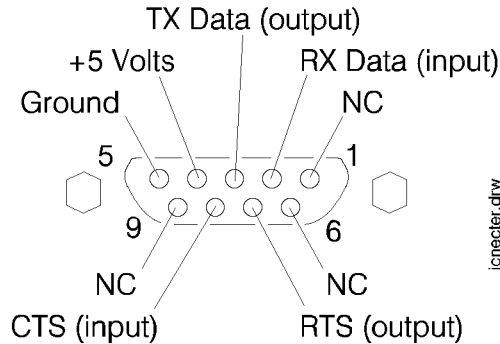 TX Data (output)
+5 Volts
RX Data (input)
Ground
NC
5
1
9
6
NC
NC
CTS (input)
RTS (output)
icnecter.drw